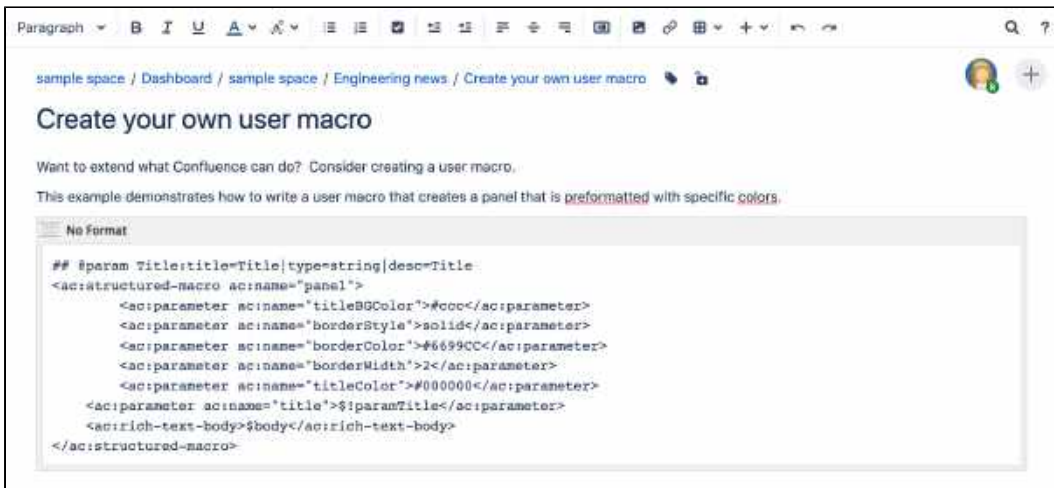 Paragraph
sample space / Dashboard / sample space / Engineering news / Create your own user macro
Create your own user macro
Want to extend what Confluence can do? Consider creating a user macro.
This example demonstrates how to write a user macro that creates a panel that is preformatted with specific colors.
No Format
## @param Title:title=Title|type=string|desc=Title
<ac:structured-macro ac:name="panel">
<ac:parameter ac:name="titleBGColor">#ccc</ac:parameter>
<ac:parameter ac:name="borderStyle">solid</ac:parameter>
<ac:parameter ac:name="borderColor">#6699CC</ac:parameter>
<ac:parameter ac:name="borderWidth">2</ac:parameter>
<ac:parameter ac:name="titleColor">#000000</ac:parameter>
<ac:parameter ac:name="title">$!paramTitle</ac:parameter>
<ac:rich-text-body>$body</ac:rich-text-body>
</ac:structured-macro>